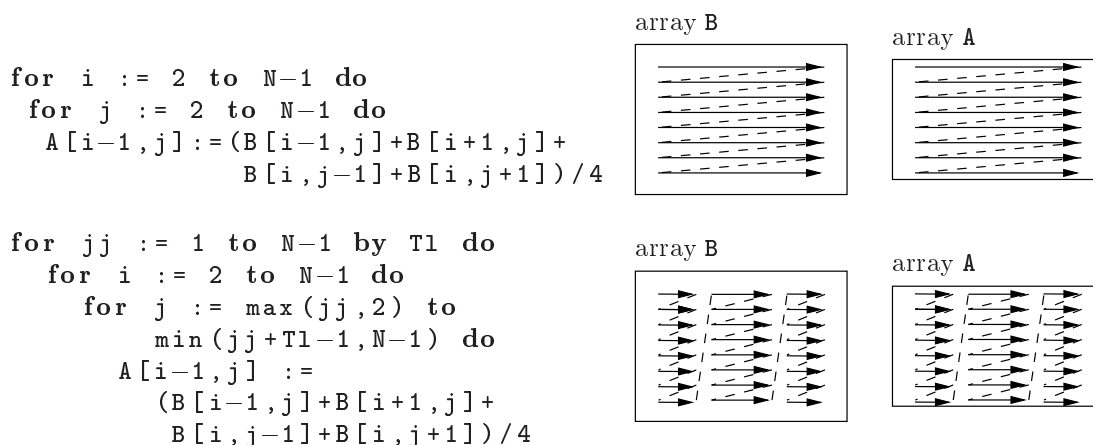 array B
array A
for i := 2 to N−1 do
for j := 2 to N−1 do
A[i−1,j]:=(B[i−1,j]+B[i+1,j]+
B[i,j−1]+B[i,j+1])/4
array B
array A
for jj := 1 to N−1 by Tl do
for i := 2 to N−1 do
for j := max(jj,2) to
min(jj+Tl−1,N−1) do
A[i−1,j] :=
(B[i−1,j]+B[i+1,j]+
B[i,j−1]+B[i,j+1])/4